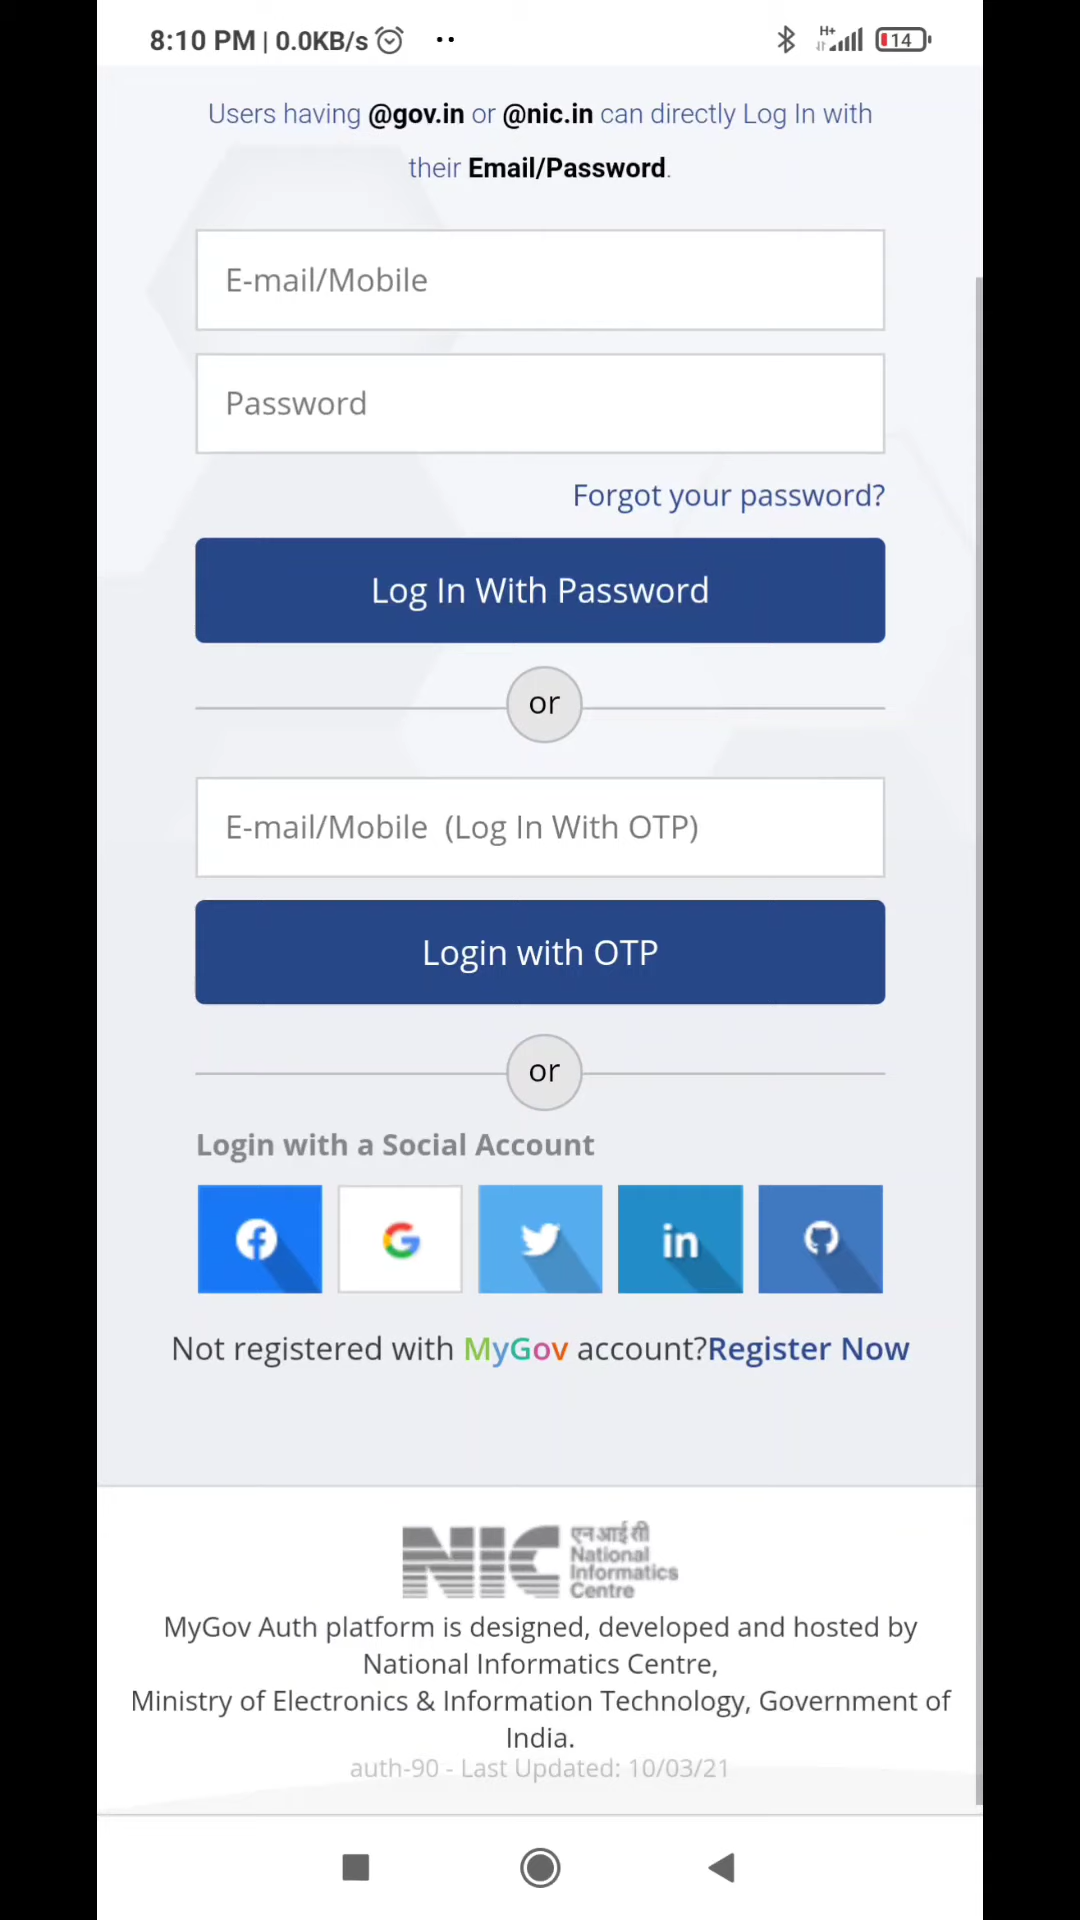 8:10 PM | 0.0KB/s
H+
14
Users having @gov.in or @nic.in can directly Log In with
their Email/Password.
E-mail/Mobile
Password
Forgot your password?
Log In With Password
or
E-mail/Mobile (Log In With OTP)
Login with OTP
or
Login with a Social Account
Not registered with MyGov account?Register Now
NIC
एनआईसी
National
Informatics
Centre
MyGov Auth platform is designed, developed and hosted by
National Informatics Centre,
Ministry of Electronics & Information Technology, Government of
India.
auth-90 - Last Updated: 10/03/21